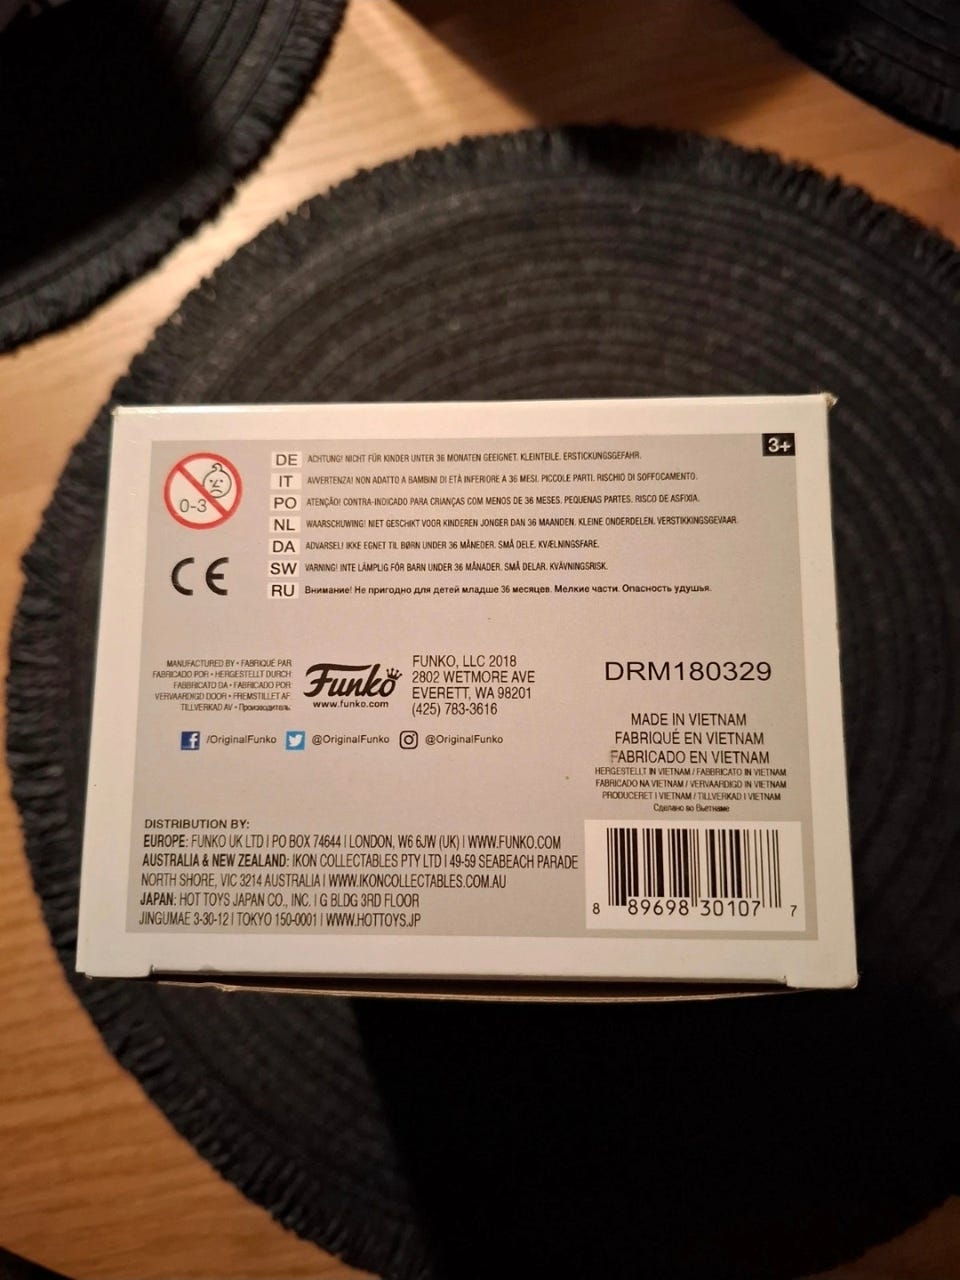 3+
0-3
DE ACHTUNG! NICHT FÜR KINDER UNTER 36 MONATEN GEEIGNET. KLEINTEILE. ERSTICKUNGSGEFAHR.
IT AVVERTENZA! NON ADATTO A BAMBINI DI ETÀ INFERIORE A 36 MESI. PICCOLE PARTI. RISCHIO DI SOFFOCAMENTO.
PO ATENÇÃO! CONTRA-INDICADO PARA CRIANÇAS COM MENOS DE 36 MESES. PEQUENAS PARTES. RISCO DE ASFIXIA.
NL WAARSCHUWING! NIET GESCHIKT VOOR KINDEREN JONGER DAN 36 MAANDEN. KLEINE ONDERDELEN. VERSTIKKINGSGEVAAR.
DA ADVARSEL! IKKE EGNET TIL BØRN UNDER 36 MÅNEDER. SMÅ DELE. KVÆLNINGSFARE.
SW VARNING! INTE LÄMPLIG FÖR BARN UNDER 36 MÅNADER. SMÅ DELAR. KVÄVNINGSRISK.
RU Внимание! Не пригодно для детей младше 36 месяцев. Мелкие части. Опасность удушья.
CE
MANUFACTURED BY • FABRIQUÉ PAR
FABRICADO POR • HERGESTELLT DURCH
FABBRICATO DA • FABRICADO POR
VERVAARDIGD DOOR • FREMSTILLET AF
TILLVERKAD AV • Производитель:
Funko
www.funko.com
FUNKO, LLC 2018
2802 WETMORE AVE
EVERETT, WA 98201
(425) 783-3616
/OriginalFunko @OriginalFunko @OriginalFunko
DRM180329
MADE IN VIETNAM
FABRIQUÉ EN VIETNAM
FABRICADO EN VIETNAM
HERGESTELLT IN VIETNAM / FABBRICATO IN VIETNAM
FABRICADO NA VIETNAM / VERVAARDIGD IN VIETNAM
PRODUCERET I VIETNAM / TILLVERKAD I VIETNAM
Сделано во Вьетнаме
DISTRIBUTION BY:
EUROPE: FUNKO UK LTD | PO BOX 74644 | LONDON, W6 6JW (UK) | WWW.FUNKO.COM
AUSTRALIA & NEW ZEALAND: IKON COLLECTABLES PTY LTD | 49-59 SEABEACH PARADE
NORTH SHORE, VIC 3214 AUSTRALIA | WWW.IKONCOLLECTABLES.COM.AU
JAPAN: HOT TOYS JAPAN CO., INC. | G BLDG 3RD FLOOR
JINGUMAE 3-30-12 | TOKYO 150-0001 | WWW.HOTTOYS.JP
8 89698 30107 7